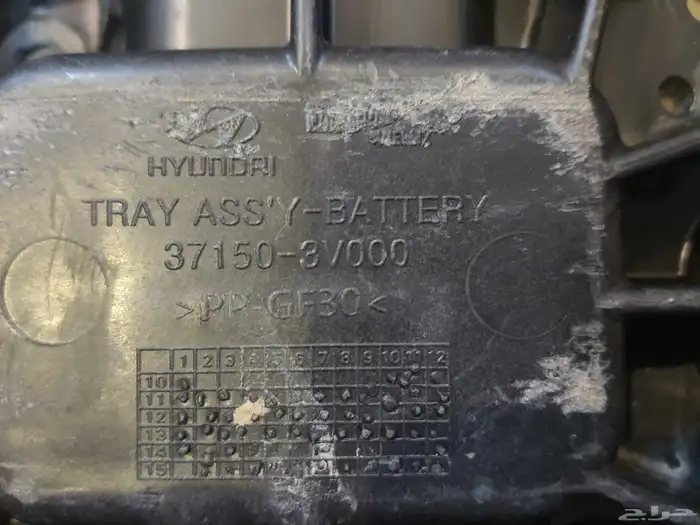 HYUNDAI
TRAY ASS'Y-BATTERY
37150-3V000
>PP-GF30<
1 2 3 4 5 6 7 8 9 10 11 12
10
11
12
13
14
15
حراج